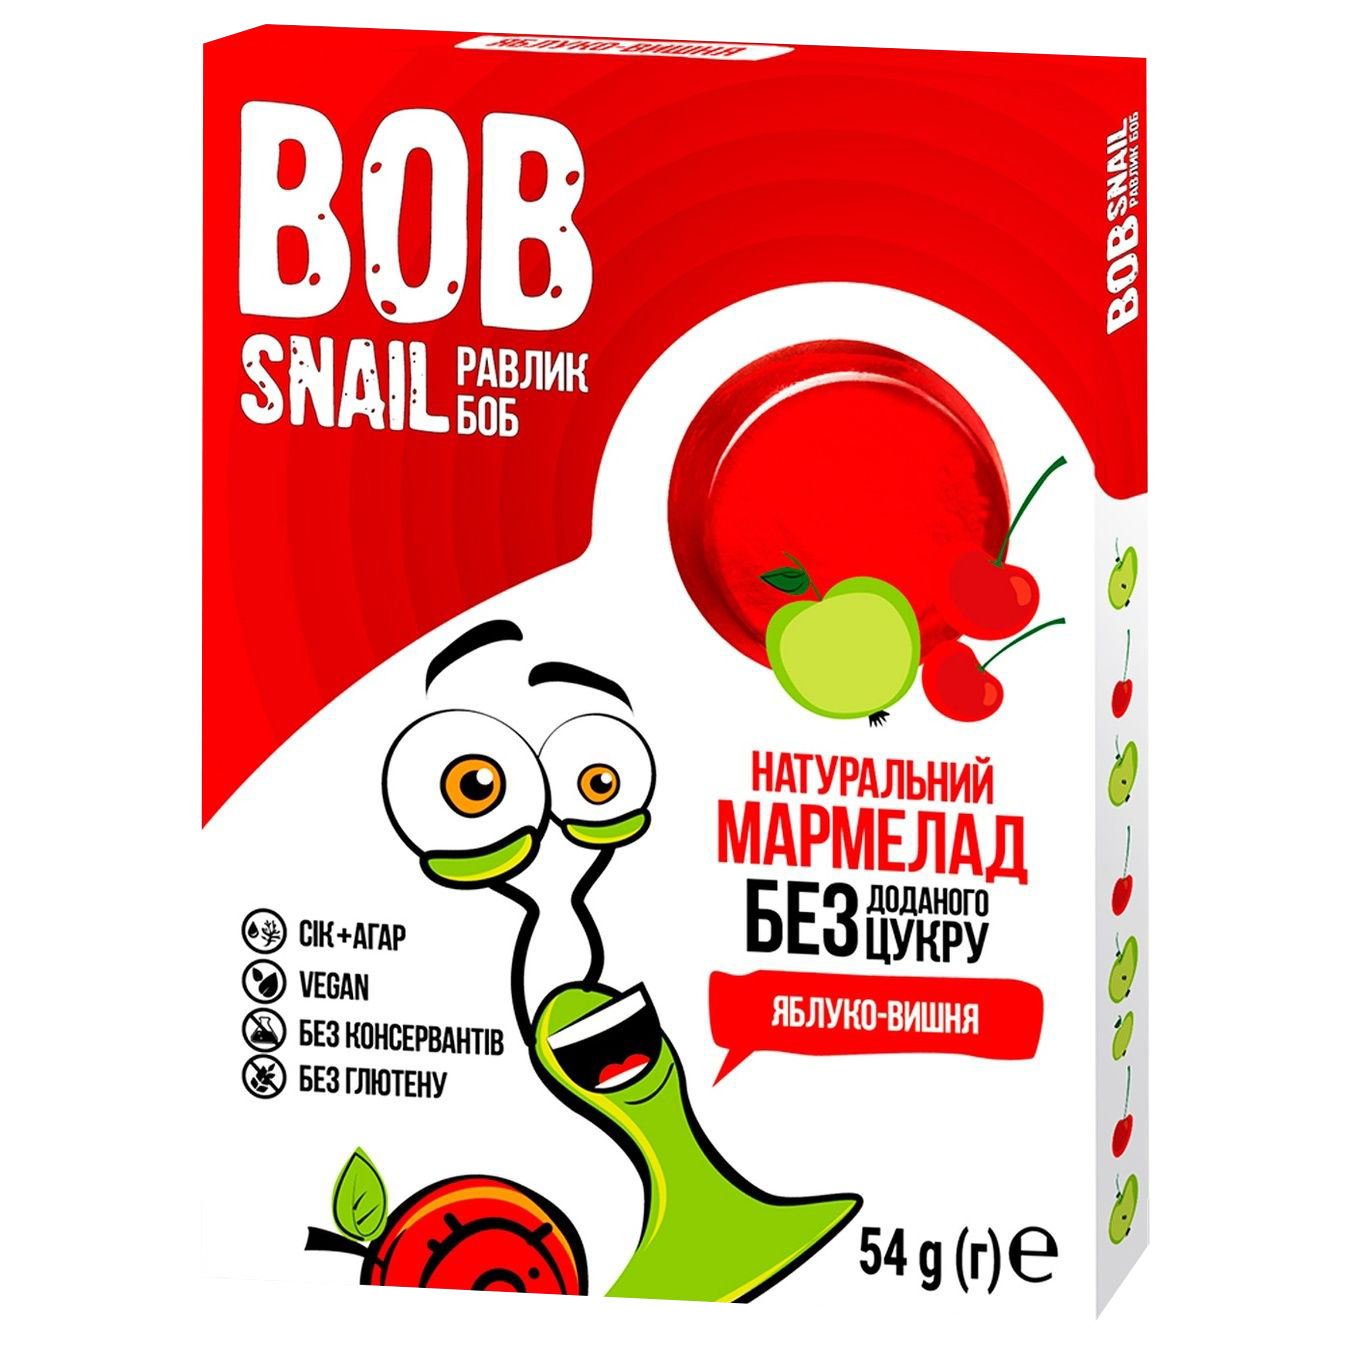 ЯБЛУКО-ВИШНЯ
BOB
SNAIL
РАВЛИК
БОБ
BOB SNAIL
РАВЛИК БОБ
НАТУРАЛЬНИЙ
МАРМЕЛАД
БЕЗ ДОДАНОГО
ЦУКРУ
ЯБЛУКО-ВИШНЯ
СІК+АГАР
VEGAN
БЕЗ КОНСЕРВАНТІВ
БЕЗ ГЛЮТЕНУ
54 g (г) ℮